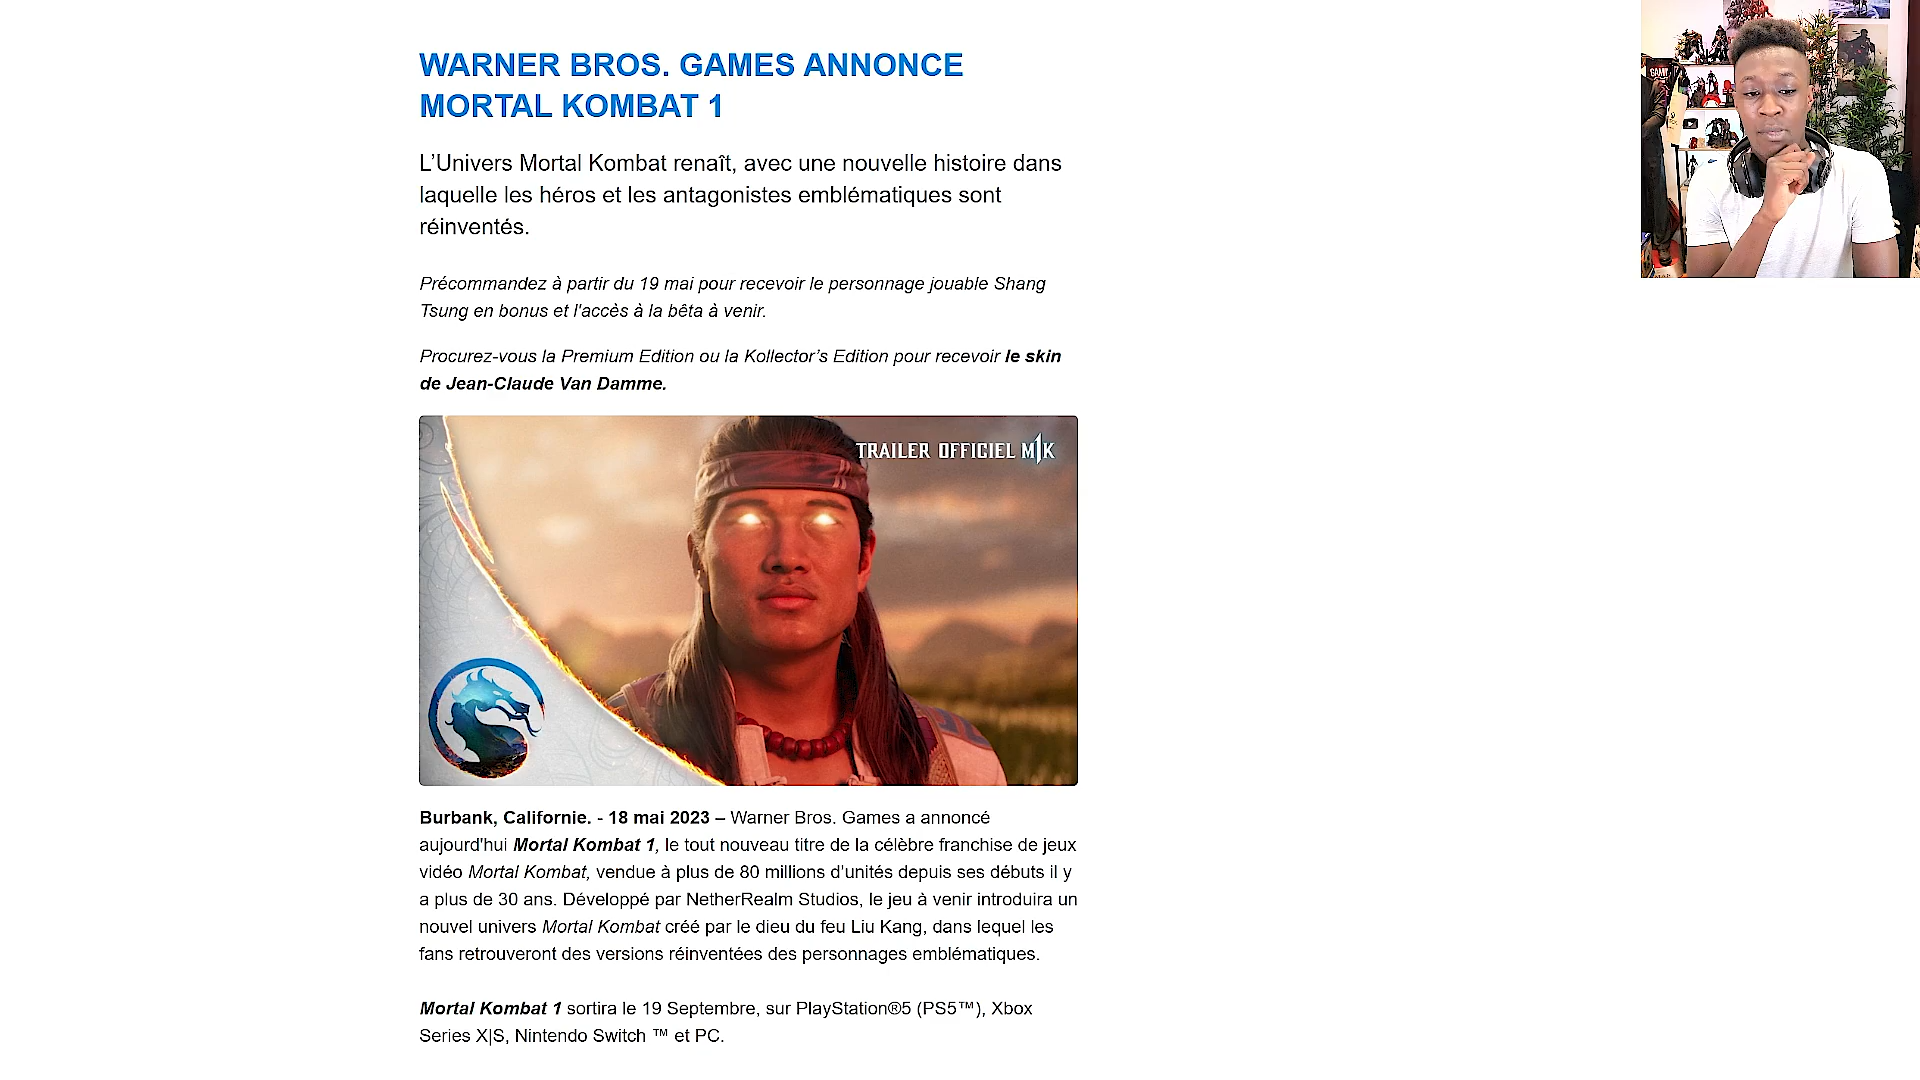 WARNER BROS. GAMES ANNONCE
MORTAL KOMBAT 1
L’Univers Mortal Kombat renaît, avec une nouvelle histoire dans
laquelle les héros et les antagonistes emblématiques sont
réinventés.
Précommandez à partir du 19 mai pour recevoir le personnage jouable Shang
Tsung en bonus et l'accès à la bêta à venir.
Procurez-vous la Premium Edition ou la Kollector’s Edition pour recevoir le skin
de Jean-Claude Van Damme.
TRAILER OFFICIEL M1K
Burbank, Californie. - 18 mai 2023 – Warner Bros. Games a annoncé
aujourd'hui Mortal Kombat 1, le tout nouveau titre de la célèbre franchise de jeux
vidéo Mortal Kombat, vendue à plus de 80 millions d'unités depuis ses débuts il y
a plus de 30 ans. Développé par NetherRealm Studios, le jeu à venir introduira un
nouvel univers Mortal Kombat créé par le dieu du feu Liu Kang, dans lequel les
fans retrouveront des versions réinventées des personnages emblématiques.
Mortal Kombat 1 sortira le 19 Septembre, sur PlayStation®5 (PS5™), Xbox
Series X|S, Nintendo Switch ™ et PC.